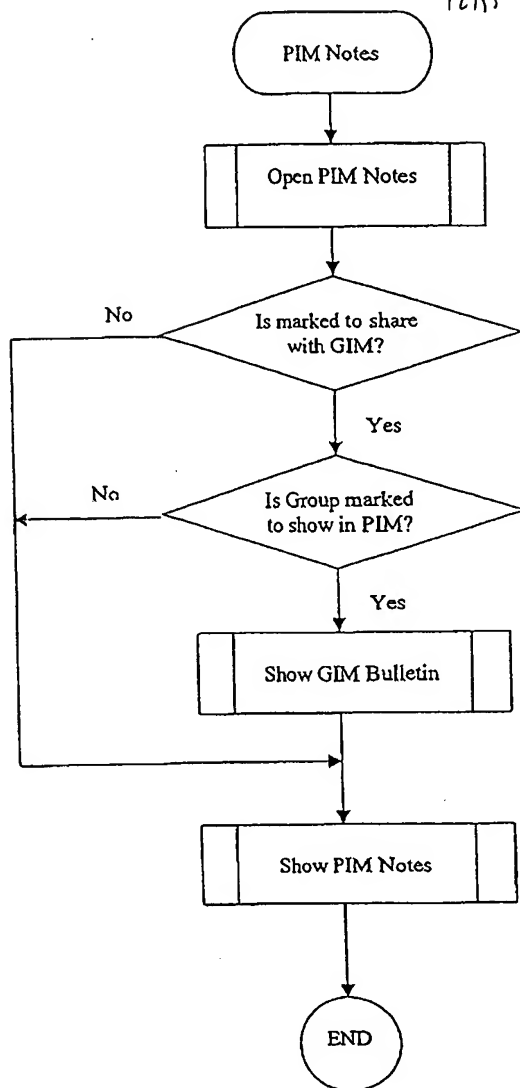 PIM Notes
Open PIM Notes
No
Is marked to share
with GIM?
Yes
No
Is Group marked
to show in PIM?
Yes
Show GIM Bulletin
Show PIM Notes
END